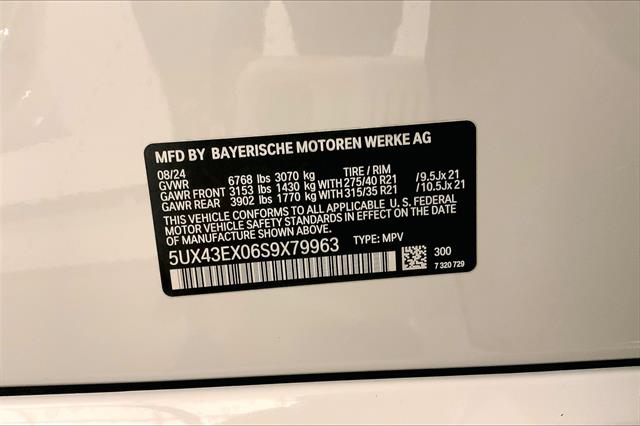 MFD BY BAYERISCHE MOTOREN WERKE AG
08/24 TIRE / RIM
GVWR 6768 lbs 3070 kg
GAWR FRONT 3153 lbs 1430 kg WITH 275/40 R21 /9.5Jx21
GAWR REAR 3902 lbs 1770 kg WITH 315/35 R21 /10.5Jx21
THIS VEHICLE CONFORMS TO ALL APPLICABLE U. S. FEDERAL
MOTOR VEHICLE SAFETY STANDARDS IN EFFECT ON THE DATE
OF MANUFACTURE SHOWN ABOVE.
5UX43EX06S9X79963 TYPE: MPV
300
7 320 729